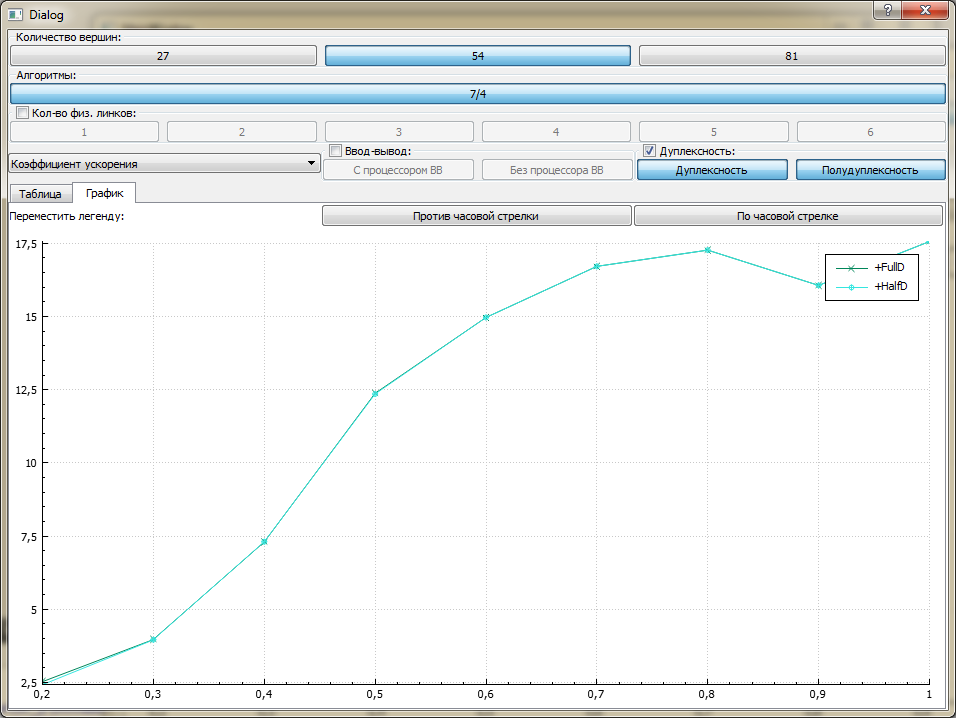 Dialog
Количество вершин:
27 54 81
Алгоритмы:
7/4
Кол-во физ. линков:
1 2 3 4 5 6
Коэффициент ускорения
Ввод-вывод:
С процессором ВВ Без процессора ВВ
Дуплексность:
Дуплексность Полудуплексность
Таблица График
Переместить легенду:
Против часовой стрелки По часовой стрелке
17,5
15
12,5
10
7,5
5
2,5
+FullD
+HalfD
0,2 0,3 0,4 0,5 0,6 0,7 0,8 0,9 1